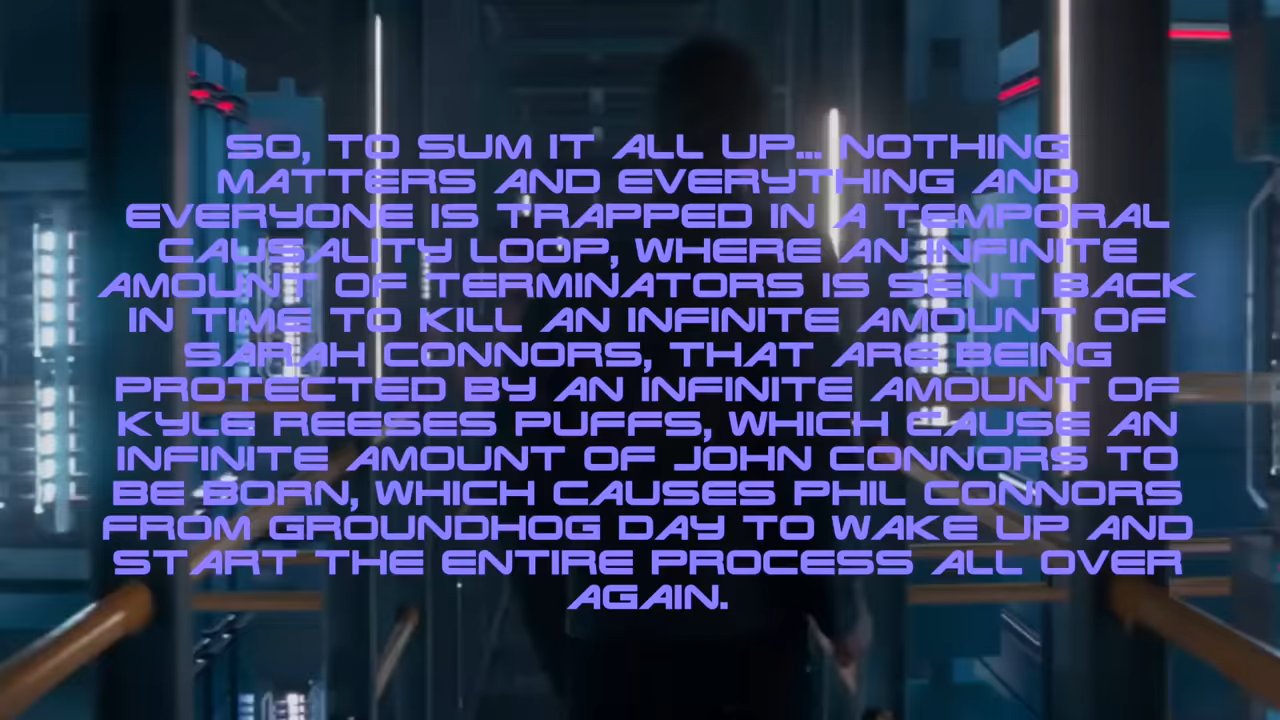 SO, TO SUM IT ALL UP... NOTHING
MATTERS AND EVERYTHING AND
EVERYONE IS TRAPPED IN A TEMPORAL
CAUSALITY LOOP, WHERE AN INFINITE
AMOUNT OF TERMINATORS IS SENT BACK
IN TIME TO KILL AN INFINITE AMOUNT OF
SARAH CONNORS, THAT ARE BEING
PROTECTED BY AN INFINITE AMOUNT OF
KYLE REESES PUFFS, WHICH CAUSE AN
INFINITE AMOUNT OF JOHN CONNORS TO
BE BORN, WHICH CAUSES PHIL CONNORS
FROM GROUNDHOG DAY TO WAKE UP AND
START THE ENTIRE PROCESS ALL OVER
AGAIN.